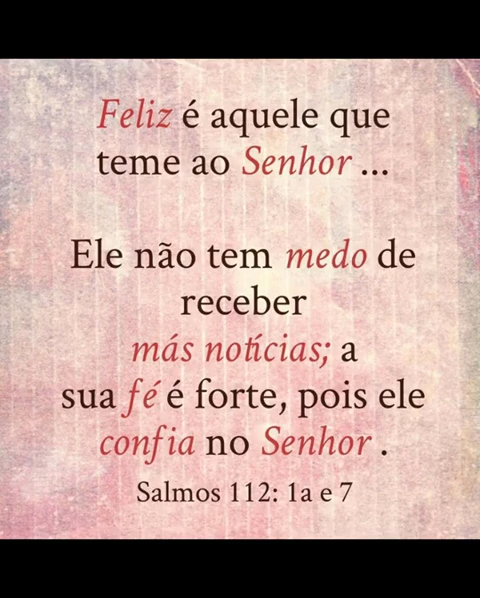 Feliz é aquele que
teme ao Senhor ...
Ele não tem medo de
receber
más notícias; a
sua fé é forte, pois ele
confia no Senhor .
Salmos 112: 1a e 7